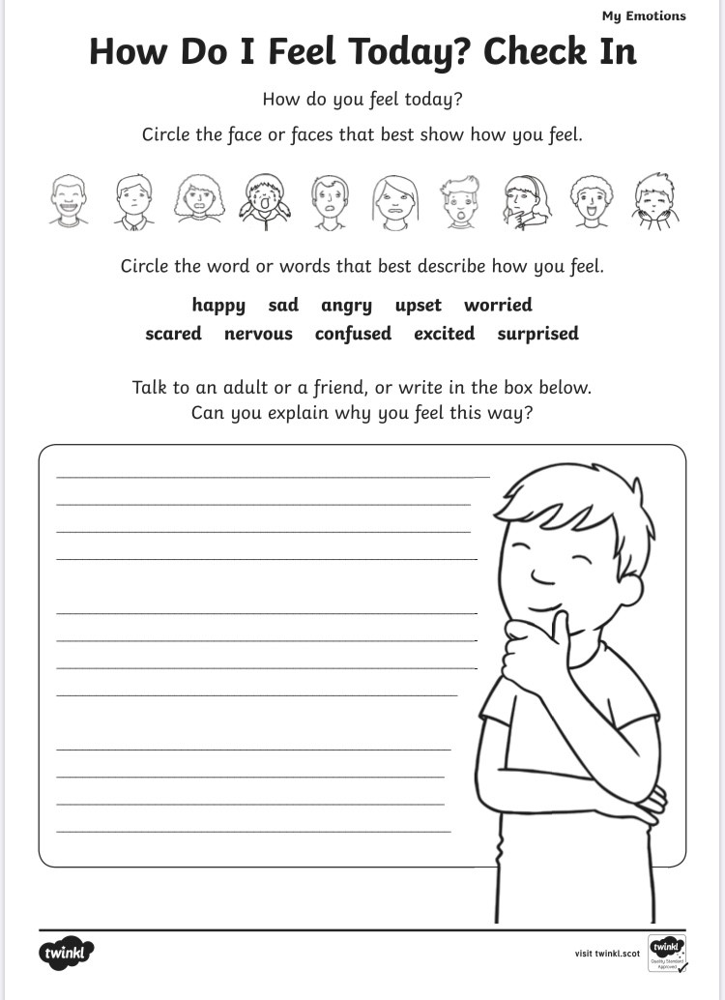 My Emotions
How Do I Feel Today? Check In
How do you feel today?
Circle the face or faces that best show how you feel.
Circle the word or words that best describe how you feel.
happy sad angry upset worried
scared nervous confused excited surprised
Talk to an adult or a friend, or write in the box below.
Can you explain why you feel this way?
twinkl
visit twinkl.scot
twinkl
Quality Standard
Approved